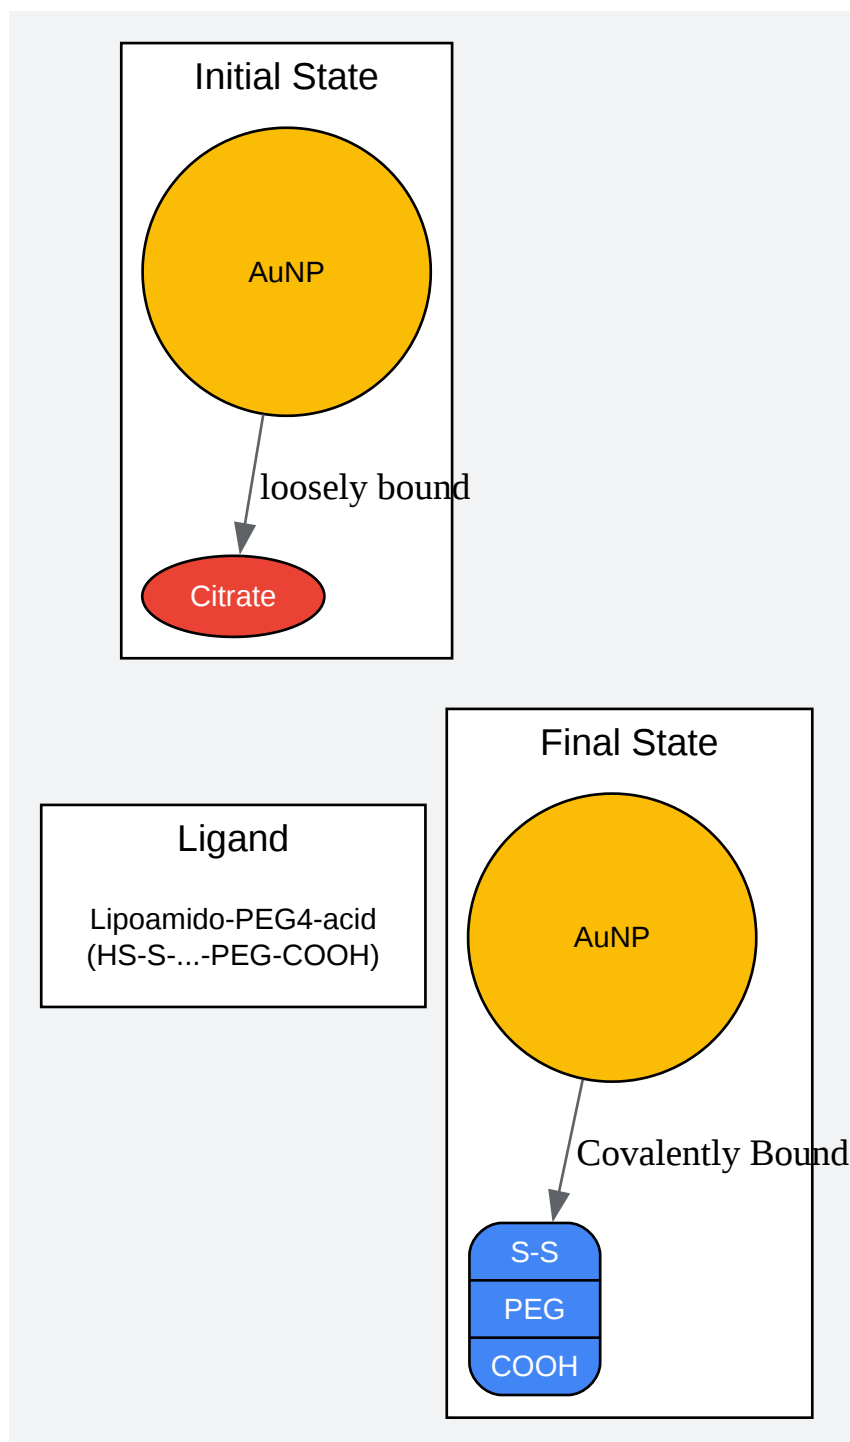 Initial State
AuNP
loosely bound
Citrate
Ligand
Lipoamido-PEG4-acid
(HS-S-...-PEG-COOH)
Final State
AuNP
Covalently Bound
S-S
PEG
COOH